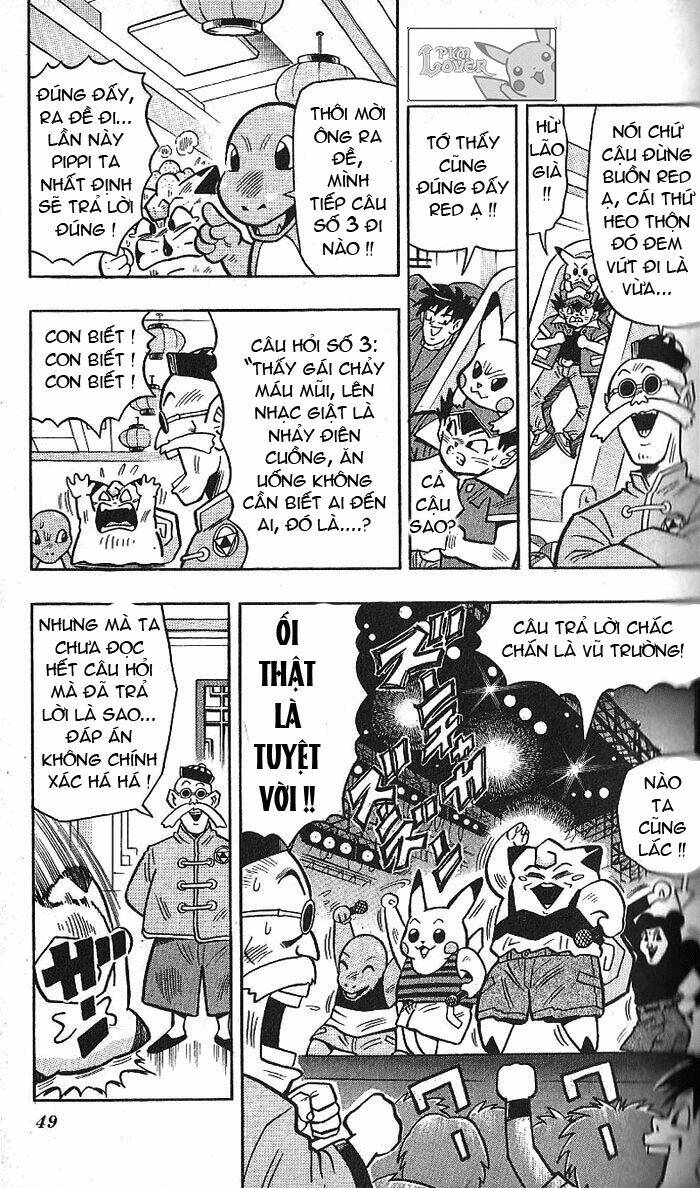 PKM
LOVER
NÓI CHỨ
CÂU ĐỪNG
BUỒN RED
Ạ, CÁI THỨ
HEO THỘN
ĐÓ ĐEM
VỨT ĐI LÀ
VỪA...
HỪ
LÃO
GIÀ !!
TỚ THẤY
CŨNG
ĐÚNG ĐẤY
RED Ạ !!
CẢ
CẬU
SAO?
THÔI MỜI
ÔNG RA
ĐỀ,
MÌNH
TIẾP CÂU
SỐ 3 ĐI
NÀO !!
ĐÚNG ĐẤY,
RA ĐỀ ĐI...
LẦN NÀY
PIPPI TA
NHẤT ĐỊNH
SẼ TRẢ LỜI
ĐÚNG !
CÂU HỎI SỐ 3:
"THẤY GÁI CHẢY
MÁU MŨI, LÊN
NHẠC GIẬT LÀ
NHẢY ĐIÊN
CUỒNG, ĂN
UỐNG KHÔNG
CẦN BIẾT AI ĐẾN
AI, ĐÓ LÀ....?
CON BIẾT !
CON BIẾT !
CON BIẾT !
CÂU TRẢ LỜI CHẮC
CHẮN LÀ VŨ TRƯỜNG!
NÀO
TA
CŨNG
LẮC !!
ỐI
THẬT
LÀ
TUYỆT
VỜI !!
NHƯNG MÀ TA
CHƯA ĐỌC
HẾT CÂU HỎI
MÀ ĐÃ TRẢ
LỜI LÀ SAO...
ĐÁP ÁN
KHÔNG CHÍNH
XÁC HÁ HÁ !
49